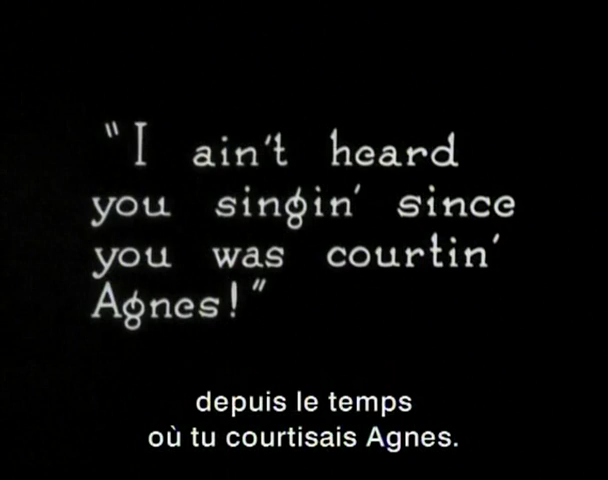 "I ain't heard
you singin' since
you was courtin'
Agnes!"
depuis le temps
où tu courtisais Agnes.